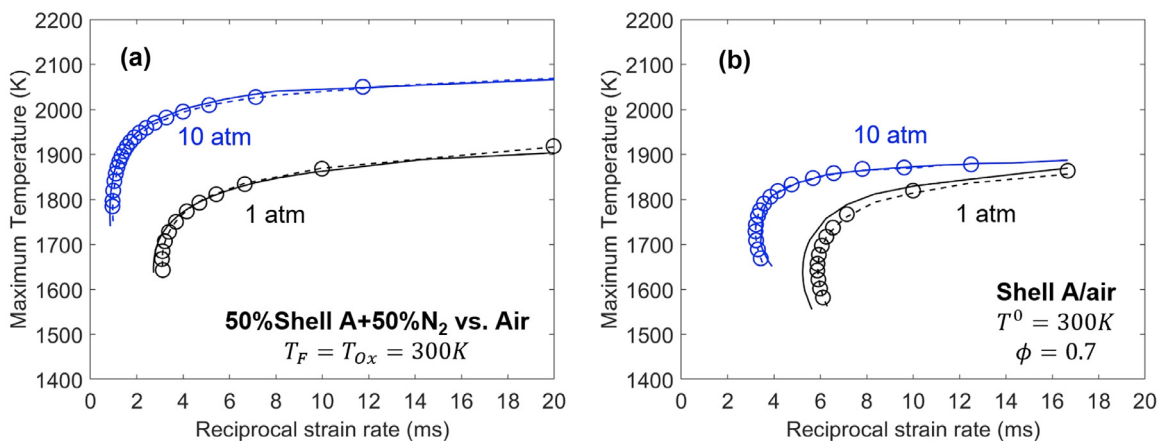 (a)
Maximum Temperature (K)
2200
2100
2000
1900
1800
1700
1600
1500
1400
10 atm
1 atm
50%Shell A+50%N₂ vs. Air
T_F = T_{Ox} = 300K
0 2 4 6 8 10 12 14 16 18 20
Reciprocal strain rate (ms)
(b)
Maximum Temperature (K)
2200
2100
2000
1900
1800
1700
1600
1500
1400
10 atm
1 atm
Shell A/air
T⁰ = 300K
ϕ = 0.7
0 2 4 6 8 10 12 14 16 18 20
Reciprocal strain rate (ms)